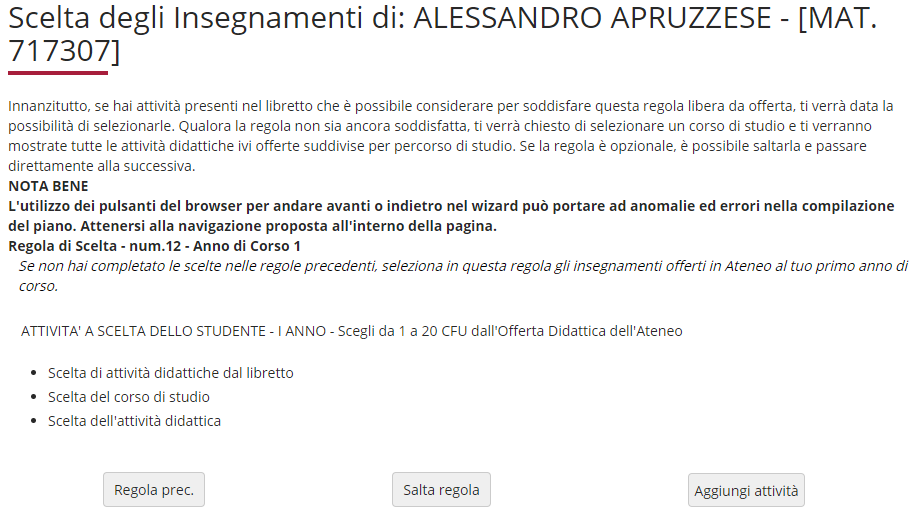 Scelta degli Insegnamenti di: ALESSANDRO APRUZZESE - [MAT.
717307]
Innanzitutto, se hai attività presenti nel libretto che è possibile considerare per soddisfare questa regola libera da offerta, ti verrà data la
possibilità di selezionarle. Qualora la regola non sia ancora soddisfatta, ti verrà chiesto di selezionare un corso di studio e ti verranno
mostrate tutte le attività didattiche ivi offerte suddivise per percorso di studio. Se la regola è opzionale, è possibile saltarla e passare
direttamente alla successiva.
NOTA BENE
L'utilizzo dei pulsanti del browser per andare avanti o indietro nel wizard può portare ad anomalie ed errori nella compilazione
del piano. Attenersi alla navigazione proposta all'interno della pagina.
Regola di Scelta - num.12 - Anno di Corso 1
Se non hai completato le scelte nelle regole precedenti, seleziona in questa regola gli insegnamenti offerti in Ateneo al tuo primo anno di
corso.
ATTIVITA' A SCELTA DELLO STUDENTE - I ANNO - Scegli da 1 a 20 CFU dall'Offerta Didattica dell'Ateneo
• Scelta di attività didattiche dal libretto
• Scelta del corso di studio
• Scelta dell'attività didattica
Regola prec. Salta regola Aggiungi attività